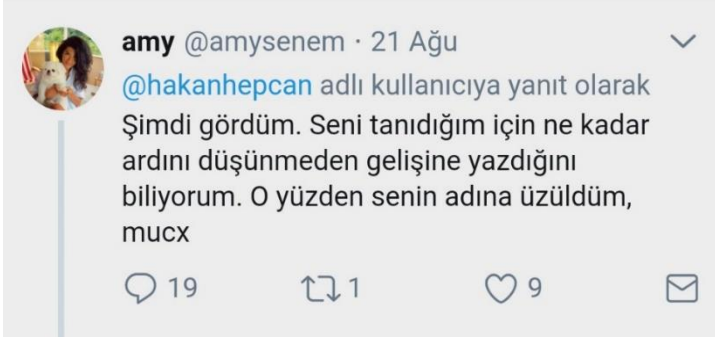 amy @amysenem · 21 Ağu
@hakanhepcan adlı kullanıcıya yanıt olarak
Şimdi gördüm. Seni tanıdığım için ne kadar
ardını düşünmeden gelişine yazdığını
biliyorum. O yüzden senin adına üzüldüm,
mucx
19 1 9